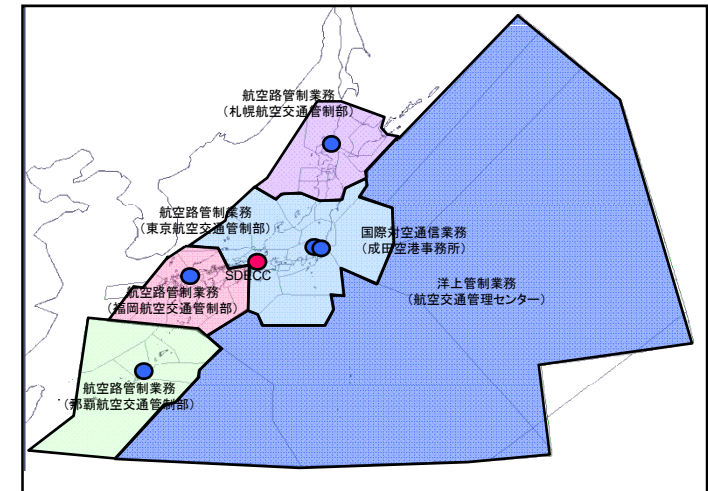 航空路管制業務
（札幌航空交通管制部）
航空路管制業務
（東京航空交通管制部）
国際対空通信業務
（成田空港事務所）
SDECC
洋上管制業務
（航空交通管理センター）
航空路管制業務
（福岡航空交通管制部）
航空路管制業務
（那覇航空交通管制部）